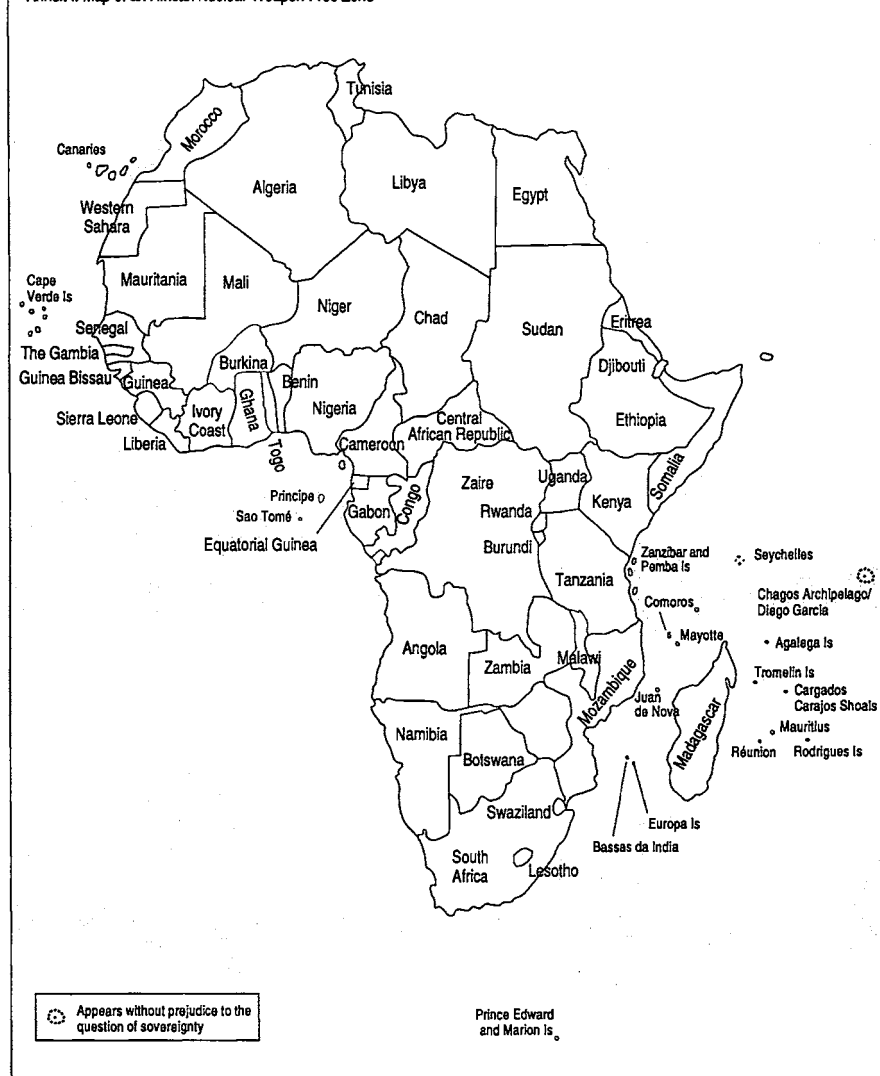 Tunisia
Morocco
Canaries
Algeria
Libya
Egypt
Western
Sahara
Cape
Verde Is
Mauritania
Mali
Niger
Chad
Sudan
Eritrea
Senegal
The Gambia
Guinea Bissau
Guinea
Burkina
Benin
Djibouti
Sierra Leone
Ivory
Coast
Ghana
Nigeria
Central
African Republic
Ethiopia
Liberia
Togo
Cameroon
Somalia
Principe
Sao Tomé
Equatorial Guinea
Gabon
Congo
Zaire
Uganda
Kenya
Rwanda
Burundi
Zanzibar and
Pemba Is
Seychelles
Tanzania
Chagos Archipelago/
Diego Garcia
Comoros
Mayotte
Agalega Is
Angola
Zambia
Malawi
Mozambique
Tromelin Is
Cargados
Carajos Shoals
Juan
de Nova
Madagascar
Mauritius
Réunion
Rodrigues Is
Namibia
Botswana
Swaziland
Europa Is
Bassas da India
South
Africa
Lesotho
Appears without prejudice to the
question of sovereignty
Prince Edward
and Marion Is